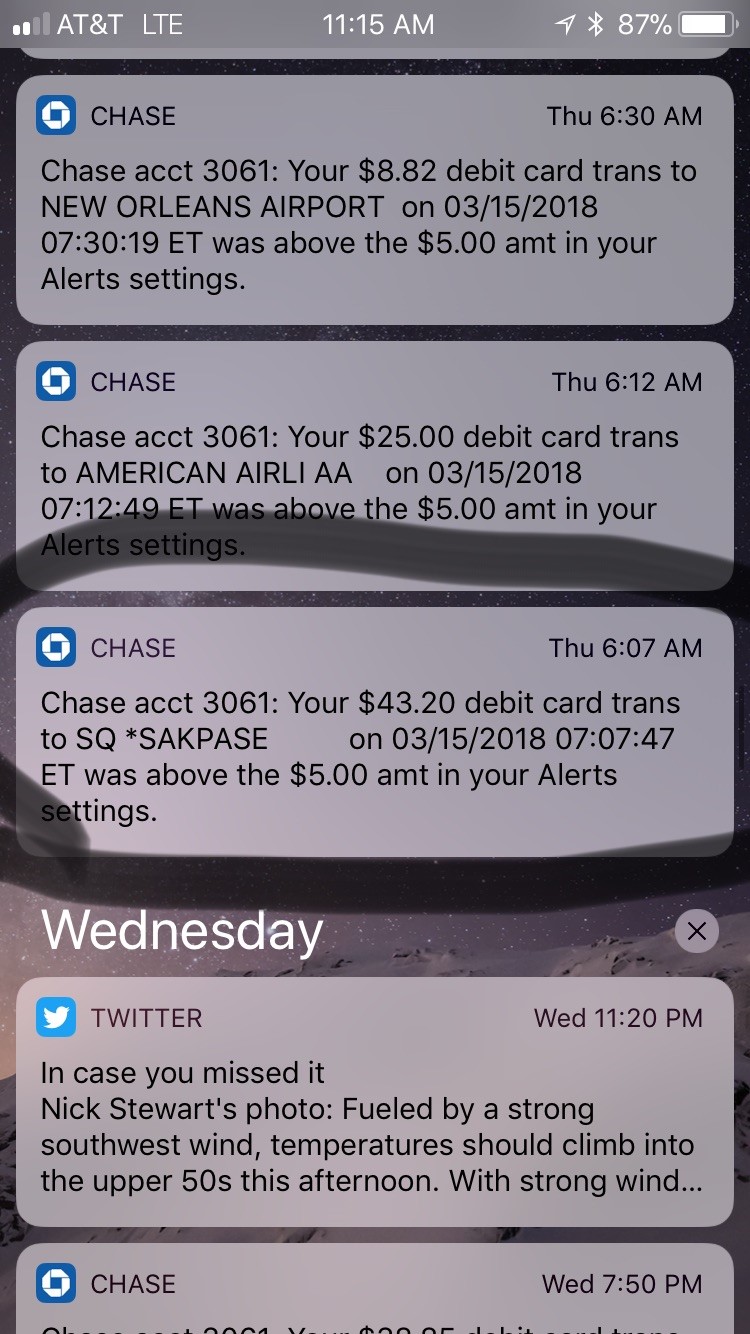 AT&T LTE 11:15 AM 87%
CHASE Thu 6:30 AM
Chase acct 3061: Your $8.82 debit card trans to
NEW ORLEANS AIRPORT on 03/15/2018
07:30:19 ET was above the $5.00 amt in your
Alerts settings.
CHASE Thu 6:12 AM
Chase acct 3061: Your $25.00 debit card trans
to AMERICAN AIRLI AA on 03/15/2018
07:12:49 ET was above the $5.00 amt in your
Alerts settings.
CHASE Thu 6:07 AM
Chase acct 3061: Your $43.20 debit card trans
to SQ *SAKPASE on 03/15/2018 07:07:47
ET was above the $5.00 amt in your Alerts
settings.
Wednesday
TWITTER Wed 11:20 PM
In case you missed it
Nick Stewart's photo: Fueled by a strong
southwest wind, temperatures should climb into
the upper 50s this afternoon. With strong wind...
CHASE Wed 7:50 PM
Chase acct 3061: Your debit card trans